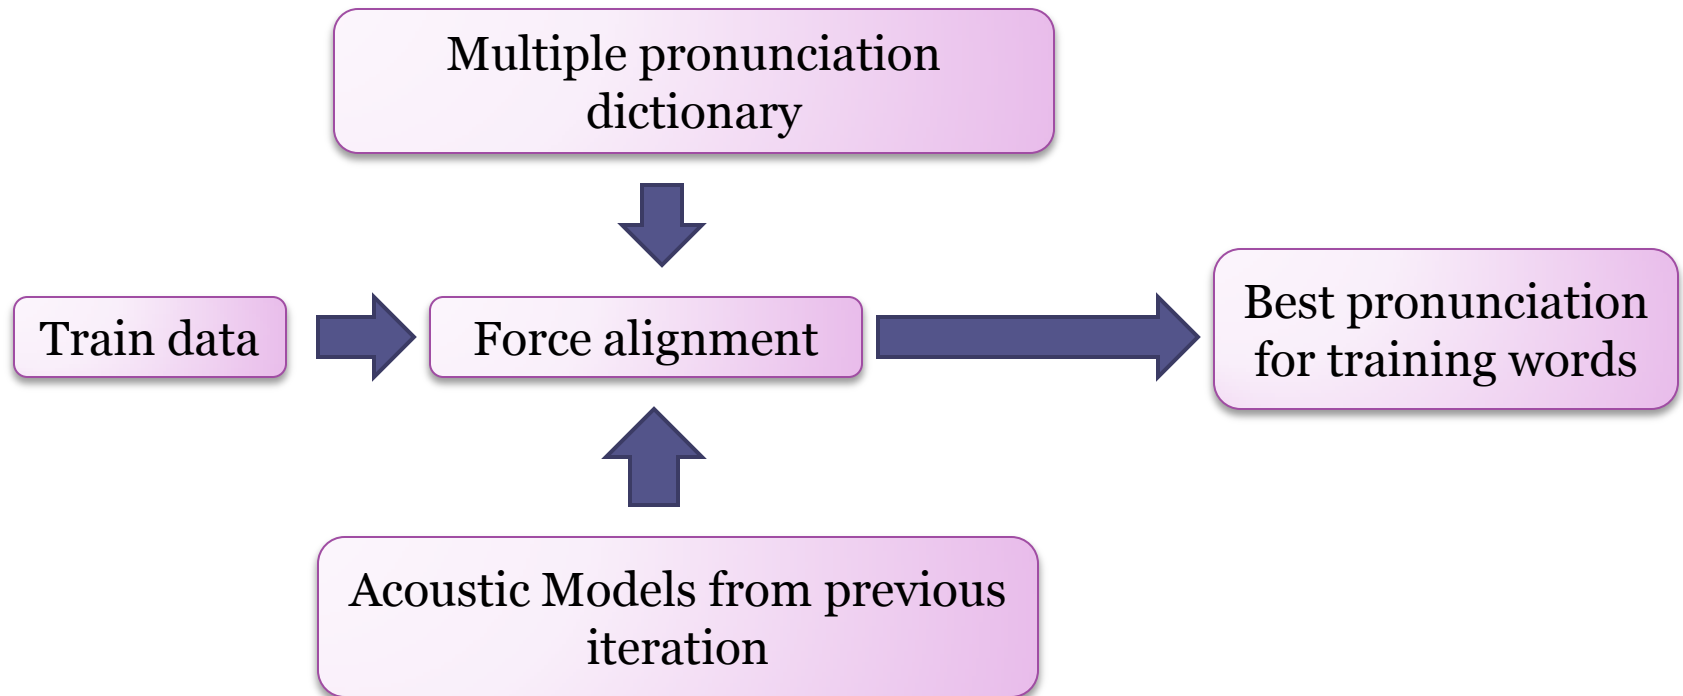 Multiple pronunciation
dictionary
Train data
Force alignment
Best pronunciation
for training words
Acoustic Models from previous
iteration